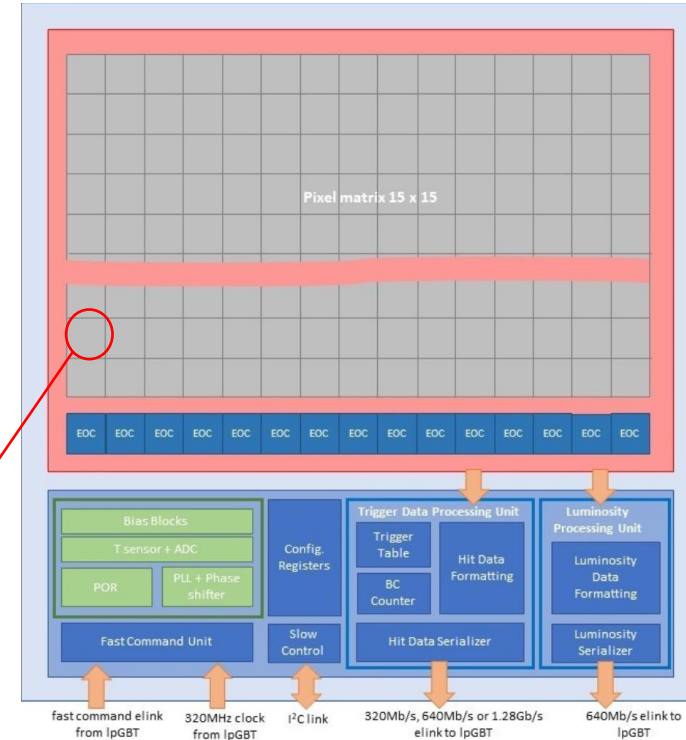 Pixel matrix 15 x 15
EOC EOC EOC EOC EOC EOC EOC EOC EOC EOC EOC EOC EOC EOC EOC
Bias Blocks
T sensor + ADC
POR
PLL + Phase
shifter
Fast Command Unit
Config.
Registers
Slow
Control
Trigger Data Processing Unit
Trigger
Table
BC
Counter
Hit Data
Formatting
Hit Data Serializer
Luminosity
Processing Unit
Luminosity
Data
Formatting
Luminosity
Serializer
fast command elink
from lpGBT
320MHz clock
from lpGBT
I²C link
320Mb/s, 640Mb/s or 1.28Gb/s
elink to lpGBT
640Mb/s elink to
lpGBT